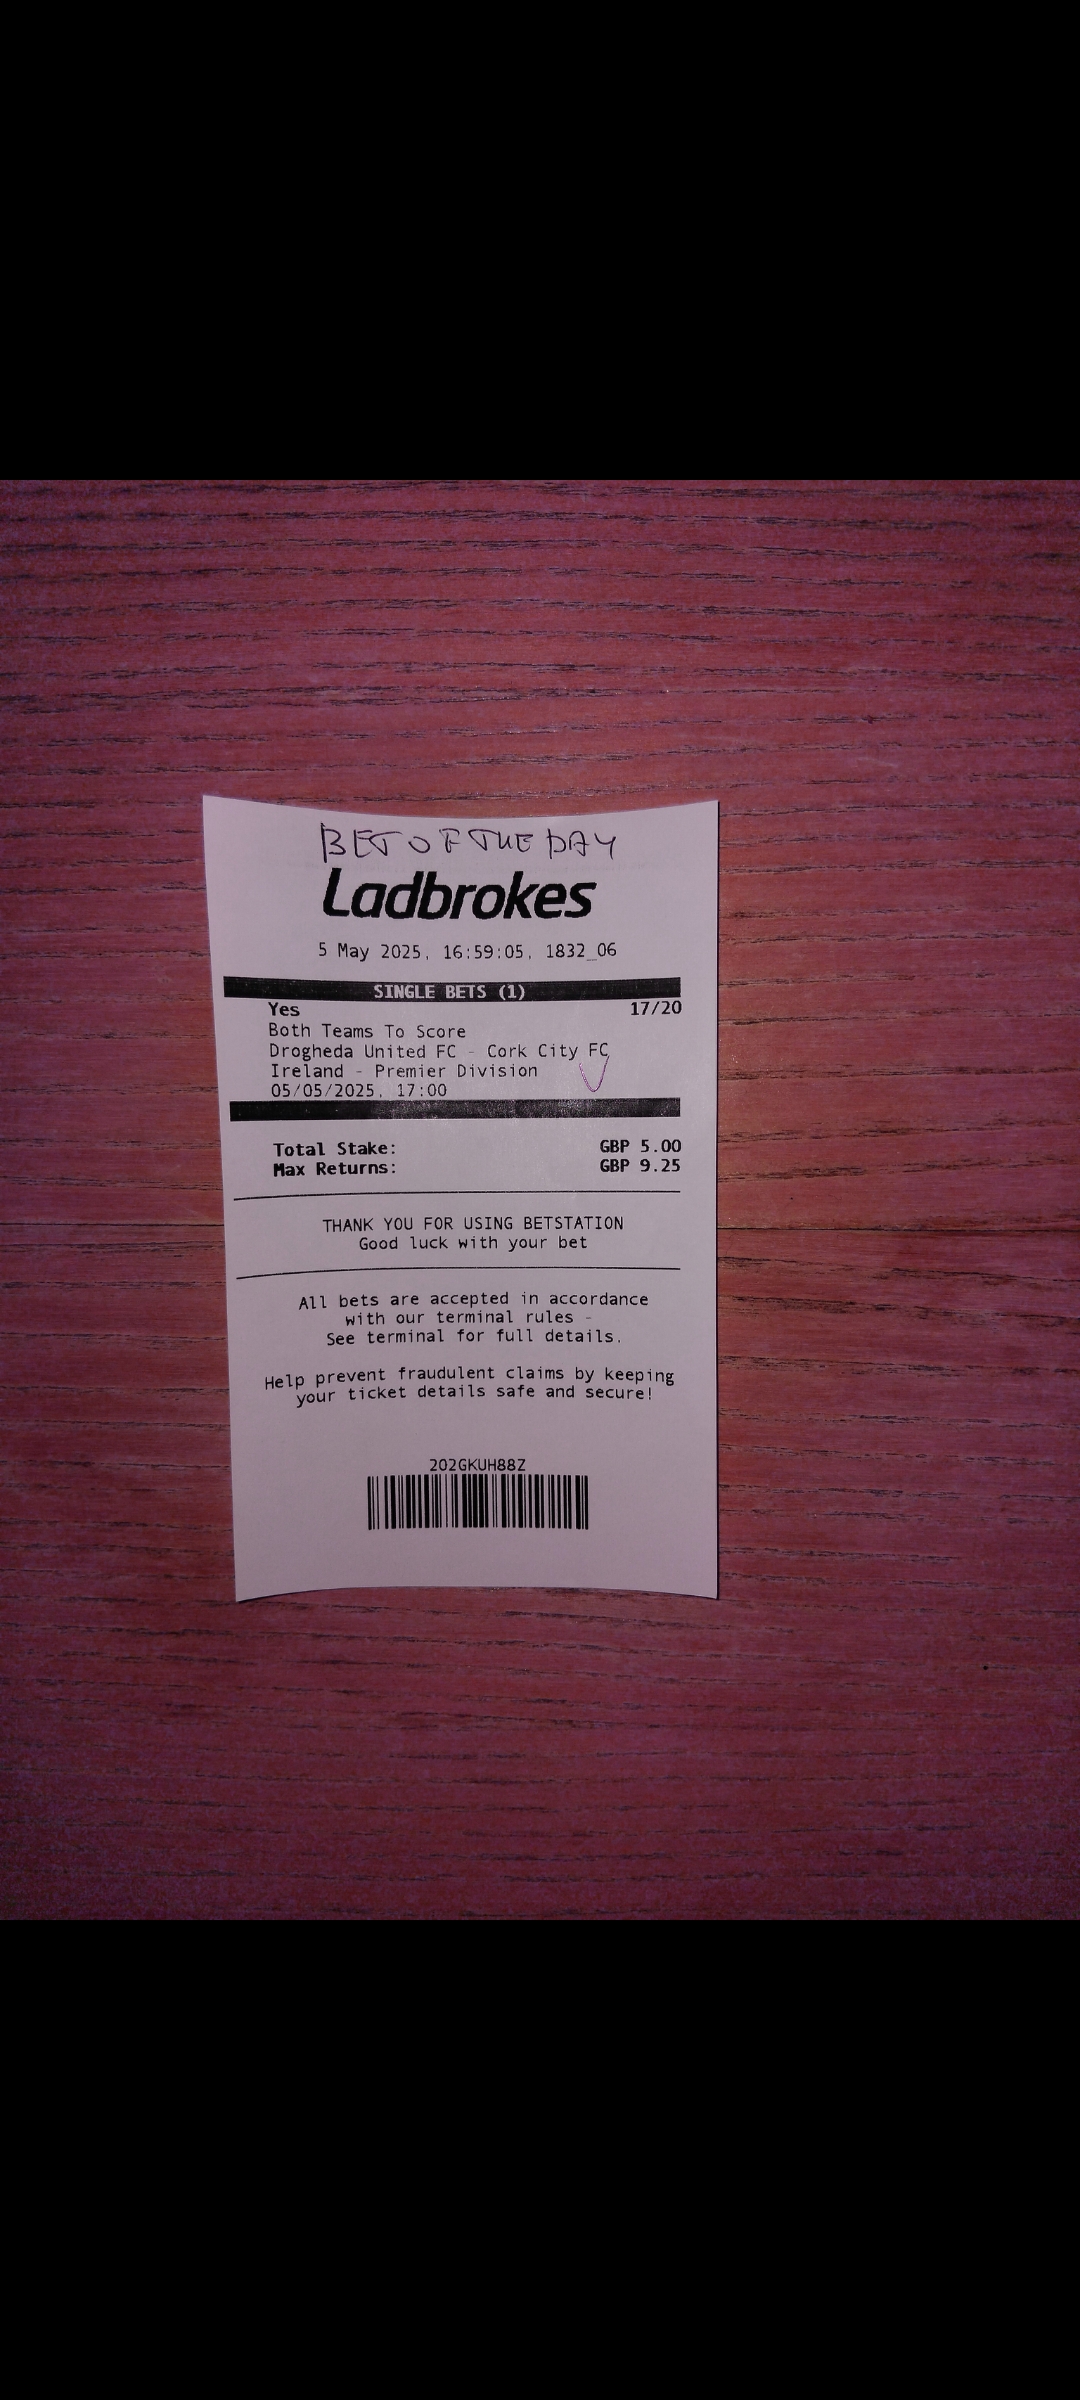 BET OF THE DAY
Ladbrokes
5 May 2025, 16:59:05, 1832_06
SINGLE BETS (1)
Yes 17/20
Both Teams To Score
Drogheda United FC - Cork City FC
Ireland - Premier Division
05/05/2025, 17:00
Total Stake: GBP 5.00
Max Returns: GBP 9.25
THANK YOU FOR USING BETSTATION
Good luck with your bet
All bets are accepted in accordance
with our terminal rules -
See terminal for full details.
Help prevent fraudulent claims by keeping
your ticket details safe and secure!
202GKUH88Z